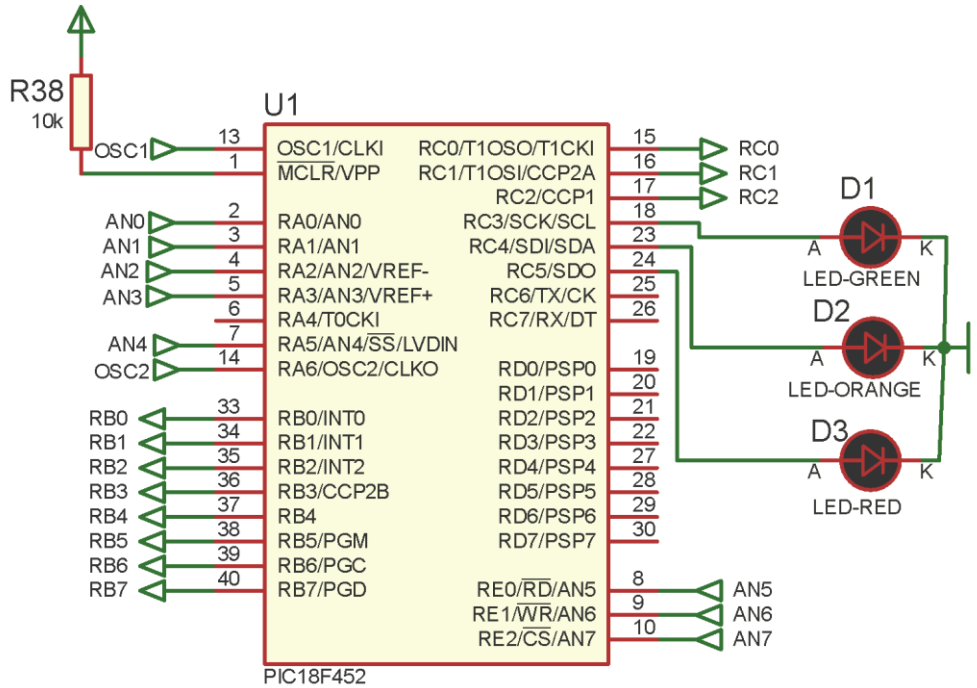 R38
10k
U1
OSC1 13 OSC1/CLKI RC0/T1OSO/T1CKI 15 RC0
1 MCLR/VPP RC1/T1OSI/CCP2A 16 RC1
RC2/CCP1 17 RC2
AN0 2 RA0/AN0 RC3/SCK/SCL 18
AN1 3 RA1/AN1 RC4/SDI/SDA 23
AN2 4 RA2/AN2/VREF- RC5/SDO 24
AN3 5 RA3/AN3/VREF+ RC6/TX/CK 25
6 RA4/T0CKI RC7/RX/DT 26
AN4 7 RA5/AN4/SS/LVDIN
OSC2 14 RA6/OSC2/CLKO RD0/PSP0 19
RD1/PSP1 20
RB0 33 RB0/INT0 RD2/PSP2 21
RB1 34 RB1/INT1 RD3/PSP3 22
RB2 35 RB2/INT2 RD4/PSP4 27
RB3 36 RB3/CCP2B RD5/PSP5 28
RB4 37 RB4 RD6/PSP6 29
RB5 38 RB5/PGM RD7/PSP7 30
RB6 39 RB6/PGC
RB7 40 RB7/PGD RE0/RD/AN5 8 AN5
RE1/WR/AN6 9 AN6
RE2/CS/AN7 10 AN7
PIC18F452
D1
A K
LED-GREEN
D2
A K
LED-ORANGE
D3
A K
LED-RED